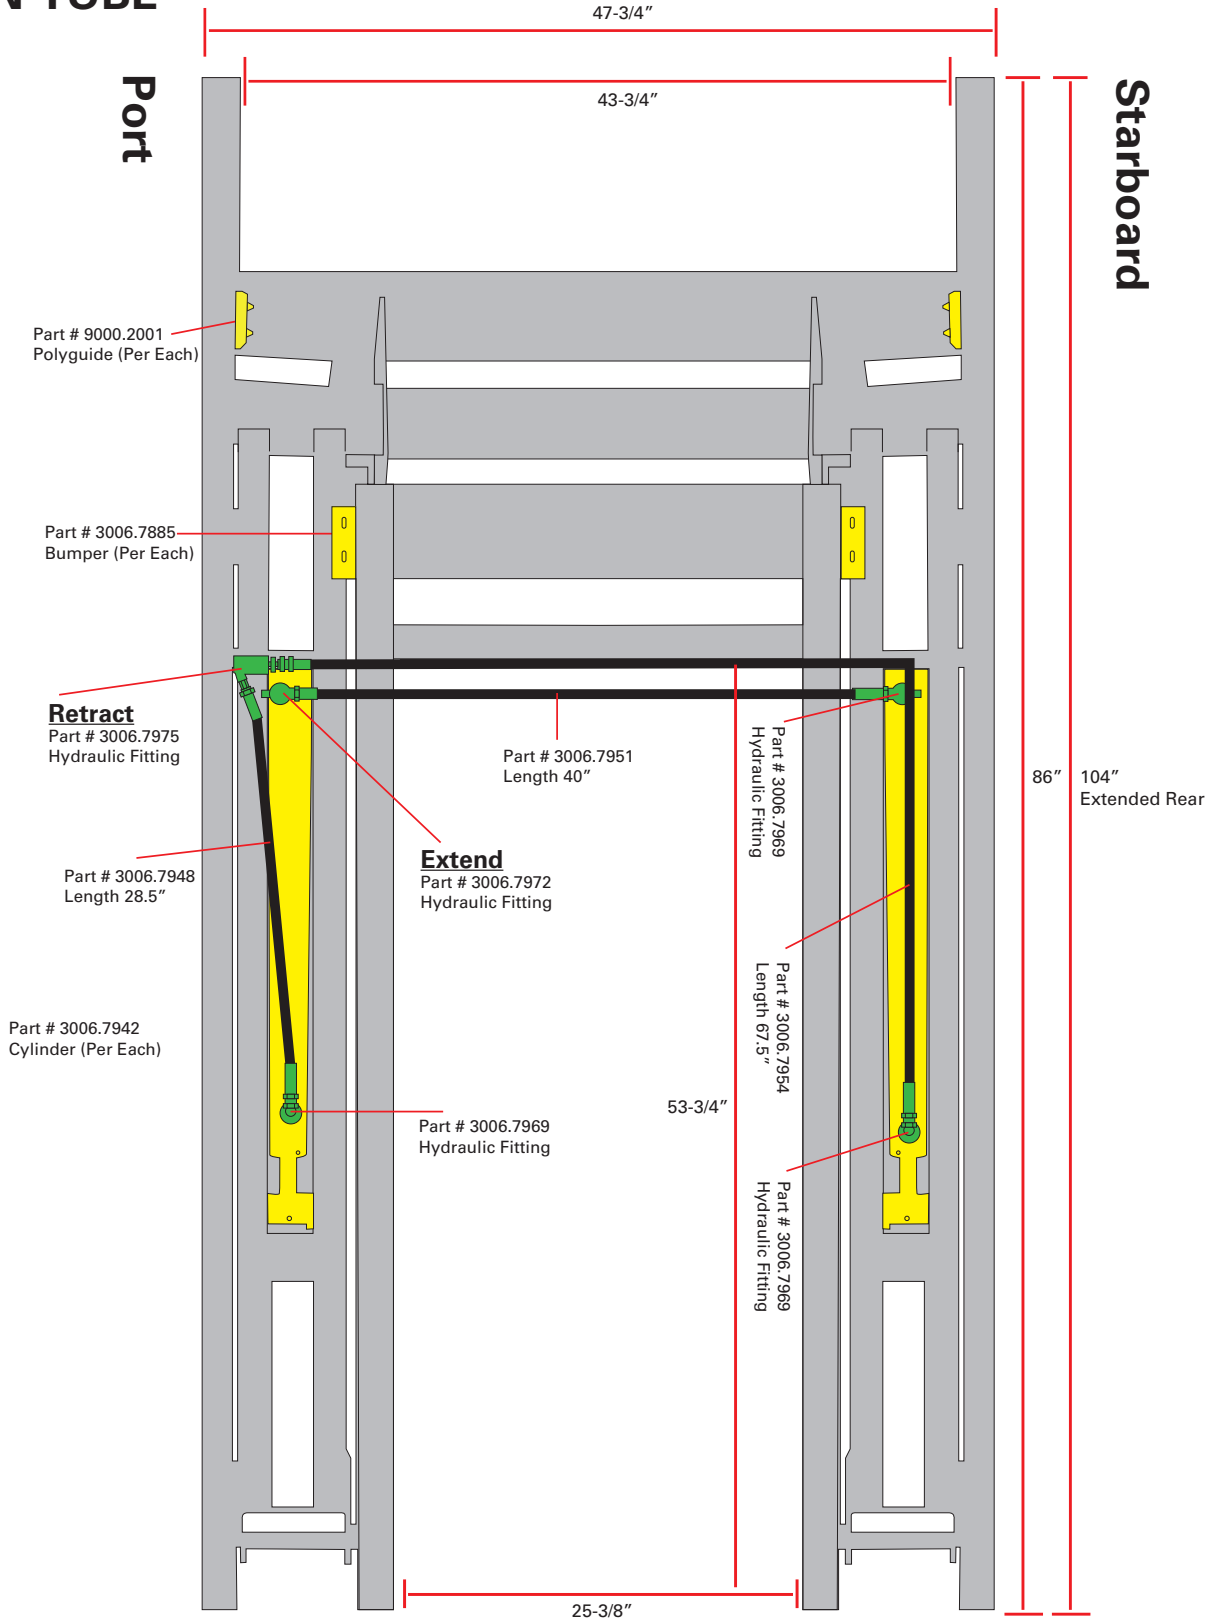 N TUBE
47-3/4"
43-3/4"
Port
Starboard
Part # 9000.2001
Polyguide (Per Each)
Part # 3006.7885
Bumper (Per Each)
Retract
Part # 3006.7975
Hydraulic Fitting
Part # 3006.7951
Length 40"
Part # 3006.7969
Hydraulic Fitting
86"
104"
Extended Rear
Extend
Part # 3006.7972
Hydraulic Fitting
Part # 3006.7948
Length 28.5"
Part # 3006.7954
Length 67.5"
Part # 3006.7942
Cylinder (Per Each)
53-3/4"
Part # 3006.7969
Hydraulic Fitting
Part # 3006.7969
Hydraulic Fitting
25-3/8"